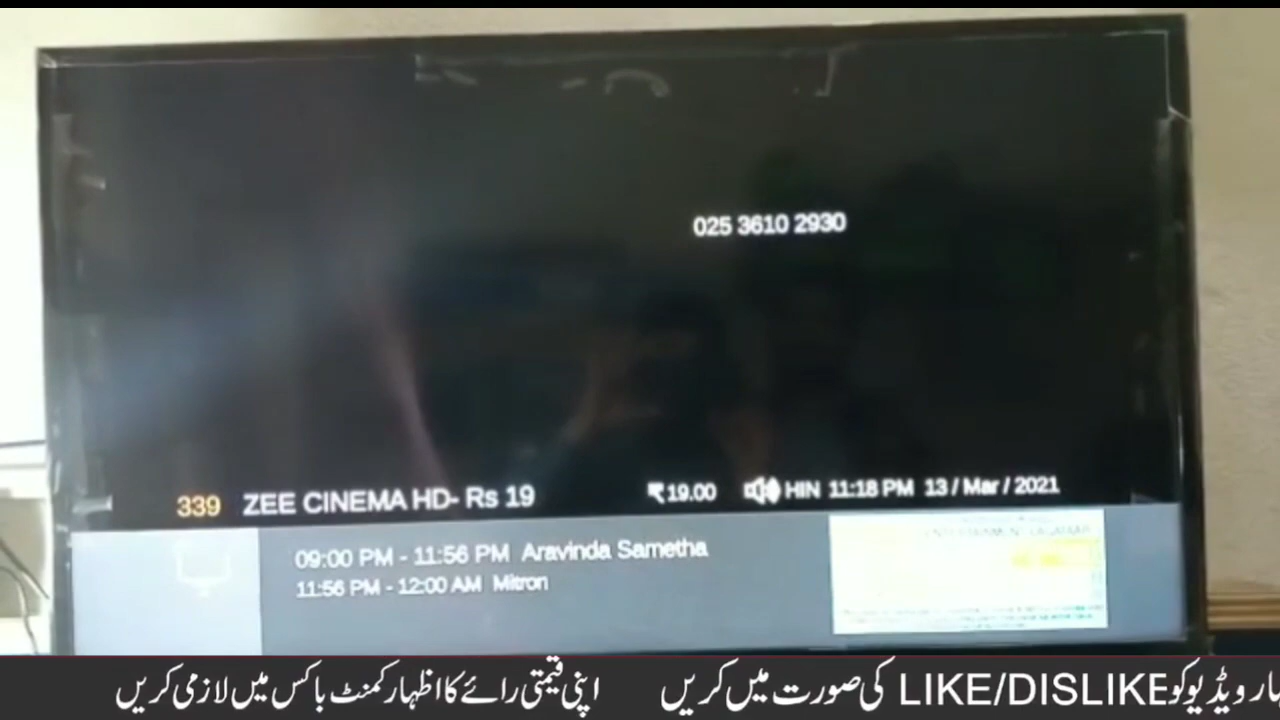 025 3610 2930
339 ZEE CINEMA HD- Rs 19 ₹19.00 HIN 11:18 PM 13 / Mar / 2021
09:00 PM - 11:56 PM Aravinda Sametha
11:56 PM - 12:00 AM Mitron
ویڈیو کو LIKE/DISLIKE کی صورت میں کریں اپنی قیمتی رائے کا اظہار کمنٹ باکس میں لازمی کریں